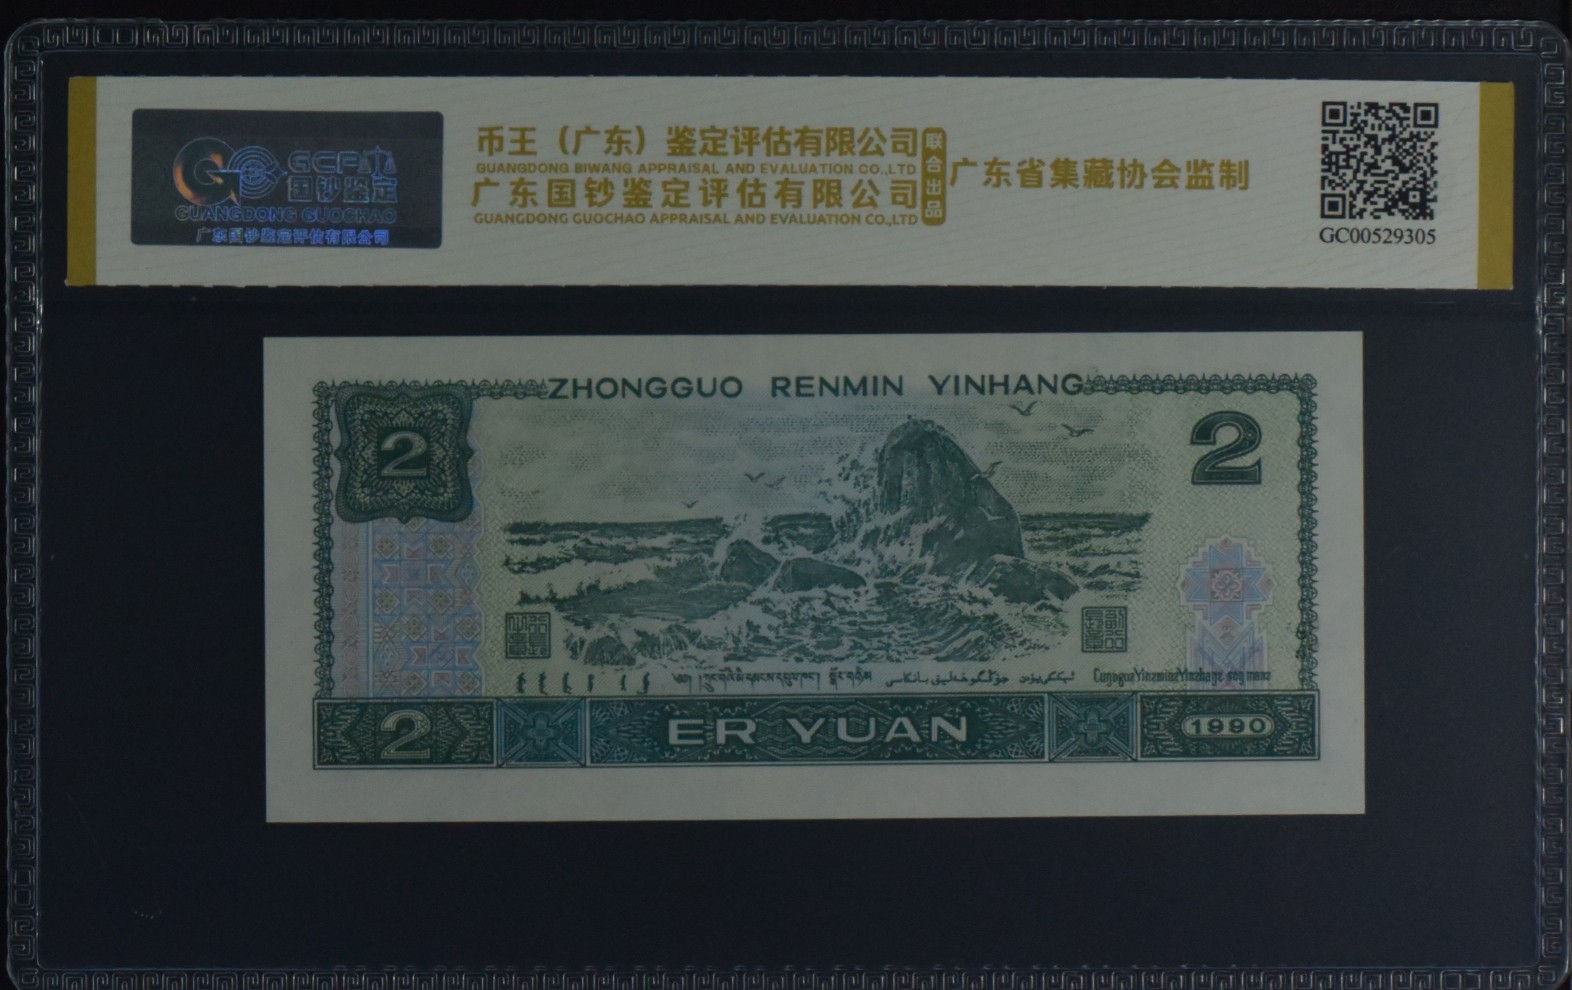 GCFA
国钞鉴定
GUANGDONG GUOCHAO
广东国钞鉴定评估有限公司
币王（广东）鉴定评估有限公司
GUANGDONG BIWANG APPRAISAL AND EVALUATION CO.,LTD
广东国钞鉴定评估有限公司
GUANGDONG GUOCHAO APPRAISAL AND EVALUATION CO.,LTD
联合出品
广东省集藏协会监制
GC00529305
ZHONGGUO RENMIN YINHANG
2
2
2
ER YUAN
1990